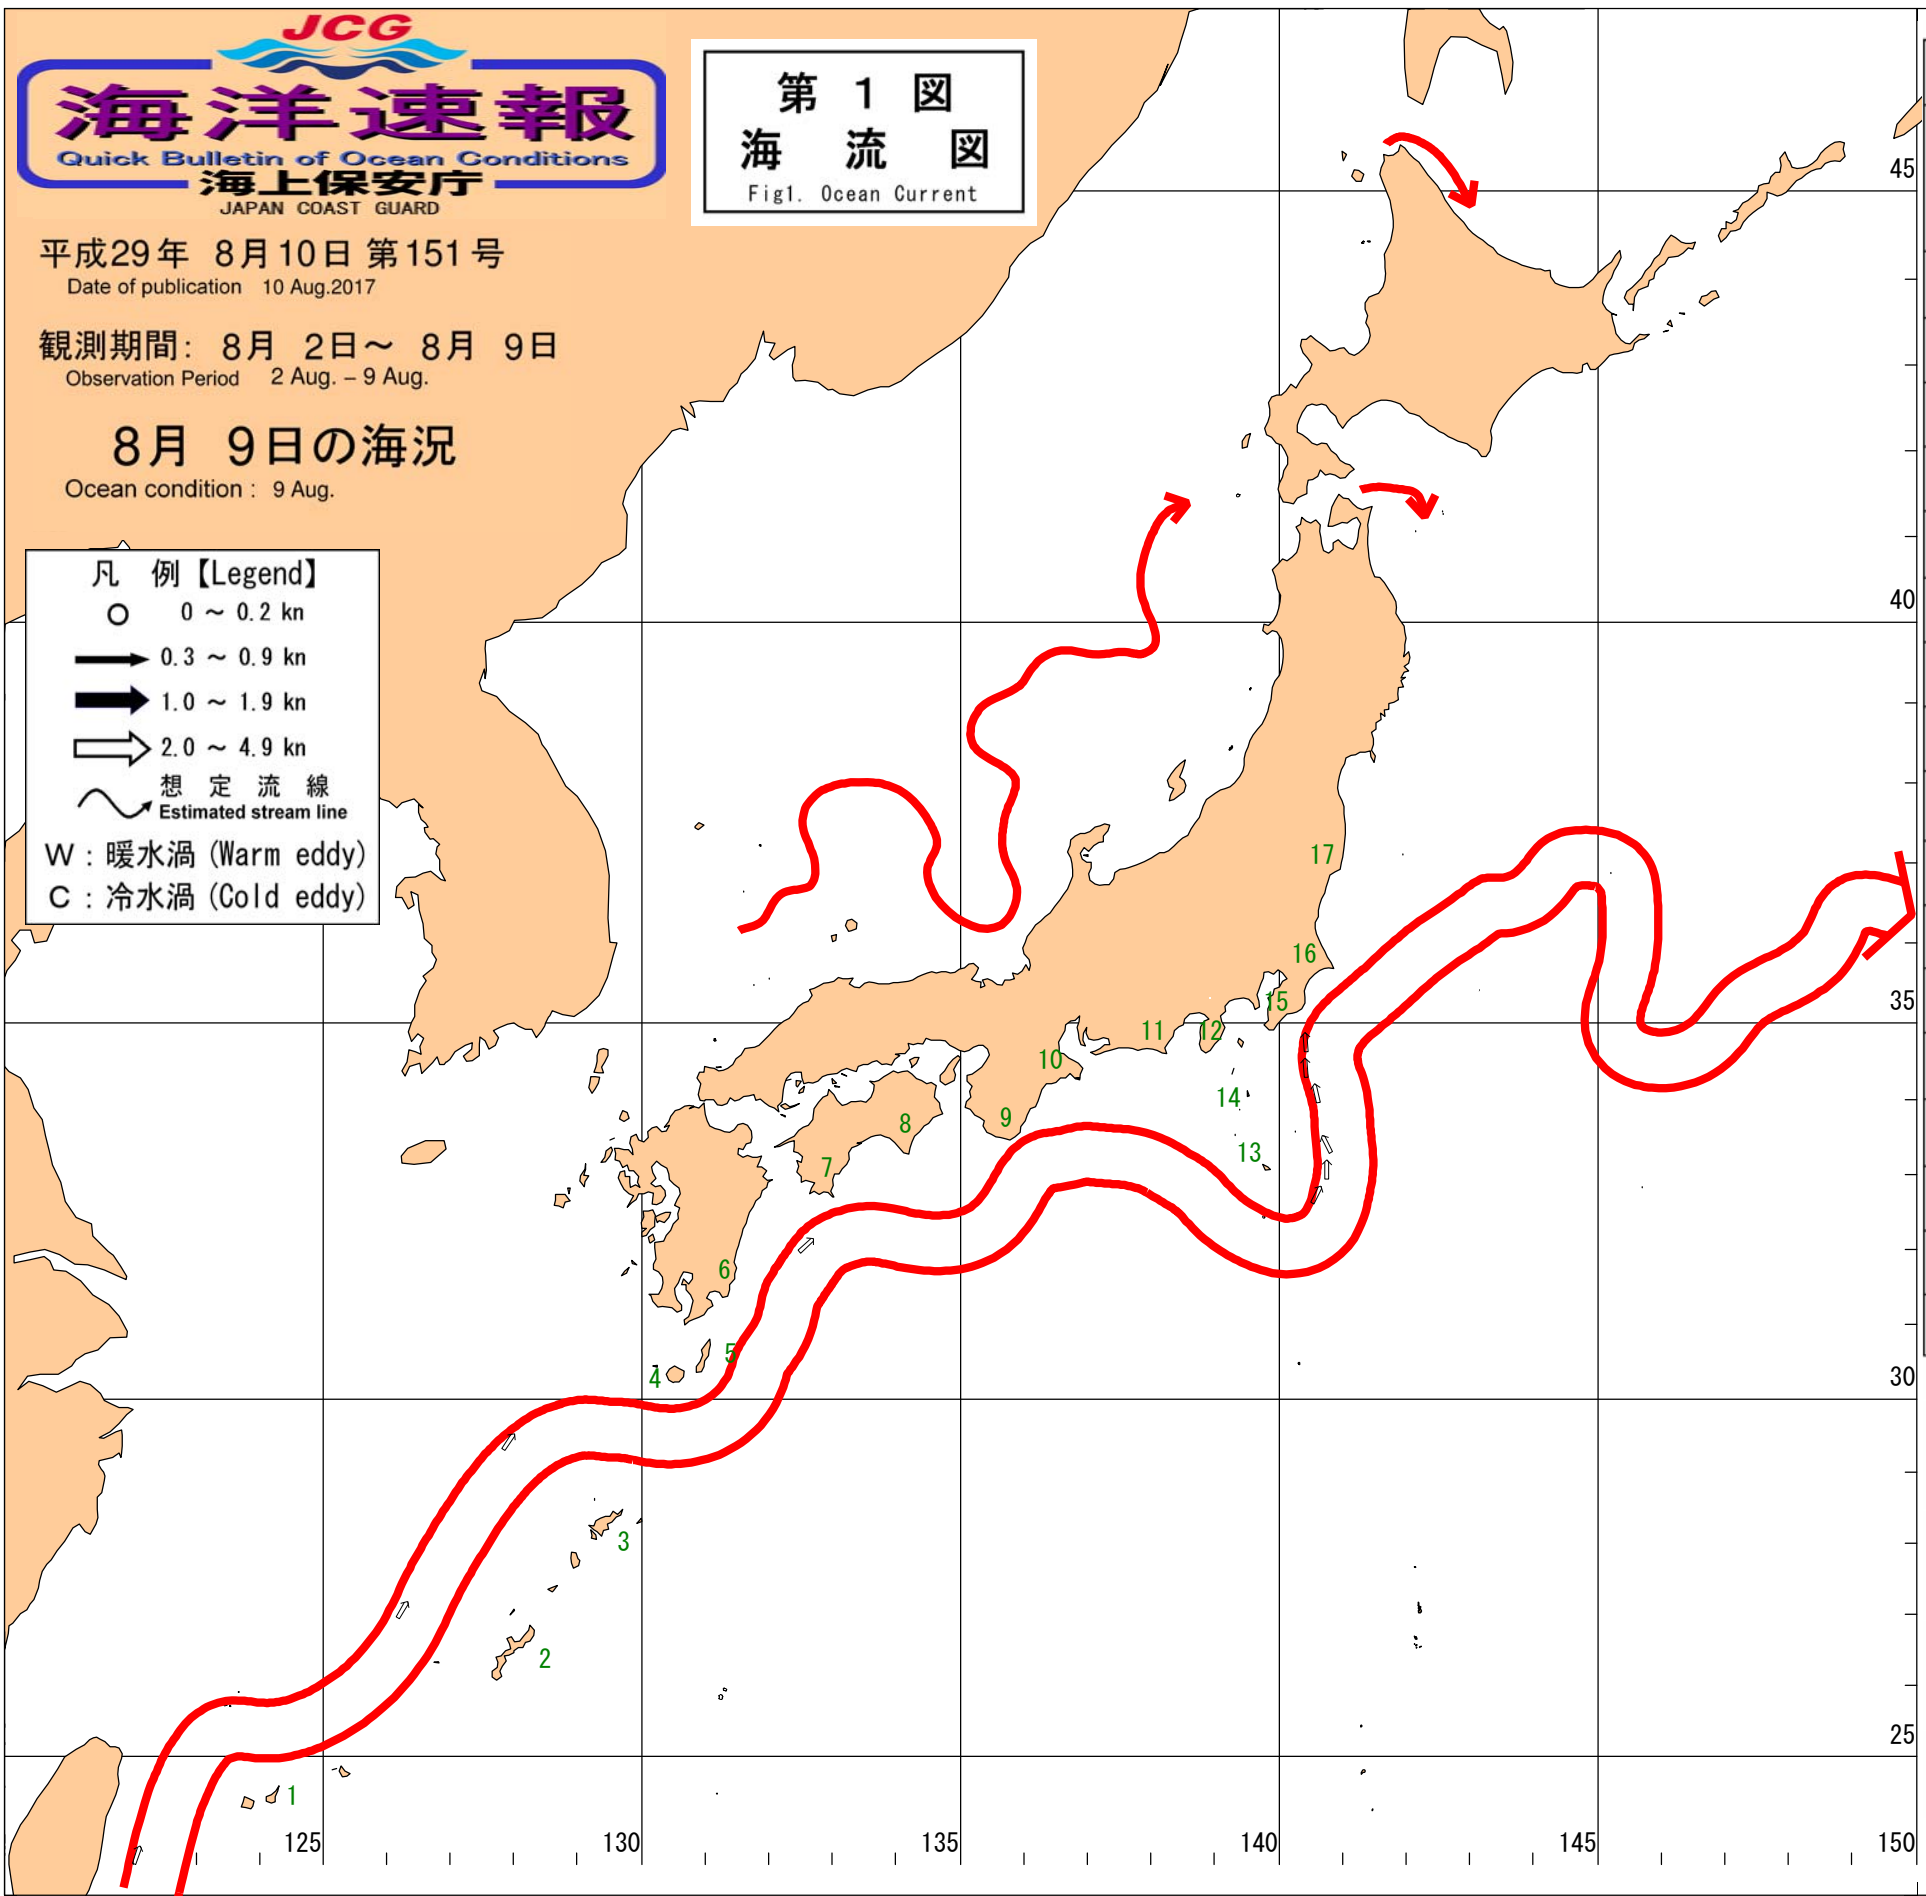 JCG
海洋速報
Quick Bulletin of Ocean Conditions
海上保安庁
JAPAN COAST GUARD
平成29年 8月10日 第151号
Date of publication 10 Aug.2017
観測期間: 8月 2日～ 8月 9日
Observation Period 2 Aug. – 9 Aug.
8月 9日の海況
Ocean condition : 9 Aug.
第 1 図
海 流 図
Fig1. Ocean Current
凡 例【Legend】
0 ～ 0.2 kn
0.3 ～ 0.9 kn
1.0 ～ 1.9 kn
2.0 ～ 4.9 kn
想 定 流 線
Estimated stream line
W : 暖水渦 (Warm eddy)
C : 冷水渦 (Cold eddy)
45
40
35
30
25
17
16
15
12
11
10
14
9
8
13
7
6
5
4
3
2
1
125
130
135
140
145
150